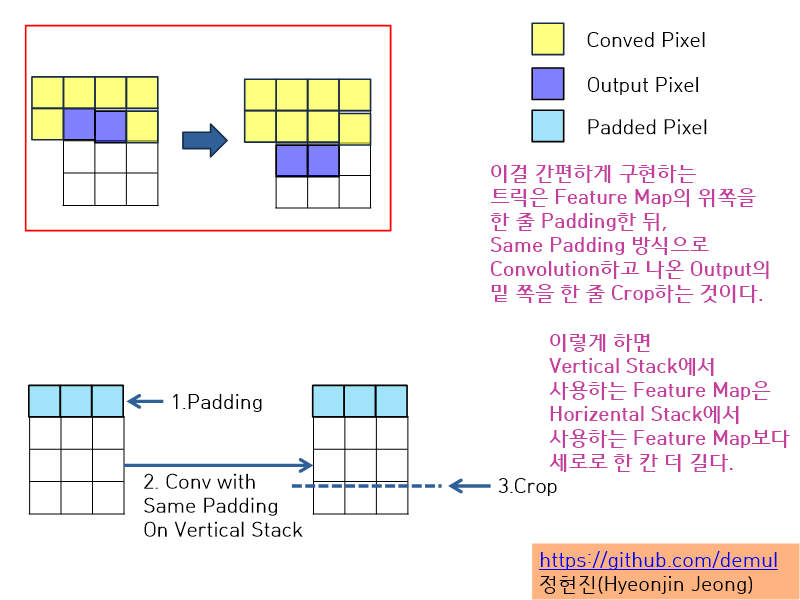 Conved Pixel
Output Pixel
Padded Pixel
이걸 간편하게 구현하는
트릭은 Feature Map의 위쪽을
한 줄 Padding한 뒤,
Same Padding 방식으로
Convolution하고 나온 Output의
밑 쪽을 한 줄 Crop하는 것이다.
이렇게 하면
Vertical Stack에서
사용하는 Feature Map은
Horizental Stack에서
사용하는 Feature Map보다
세로로 한 칸 더 길다.
1.Padding
2. Conv with
Same Padding
On Vertical Stack
3.Crop
https://github.com/demul
정현진(Hyeonjin Jeong)